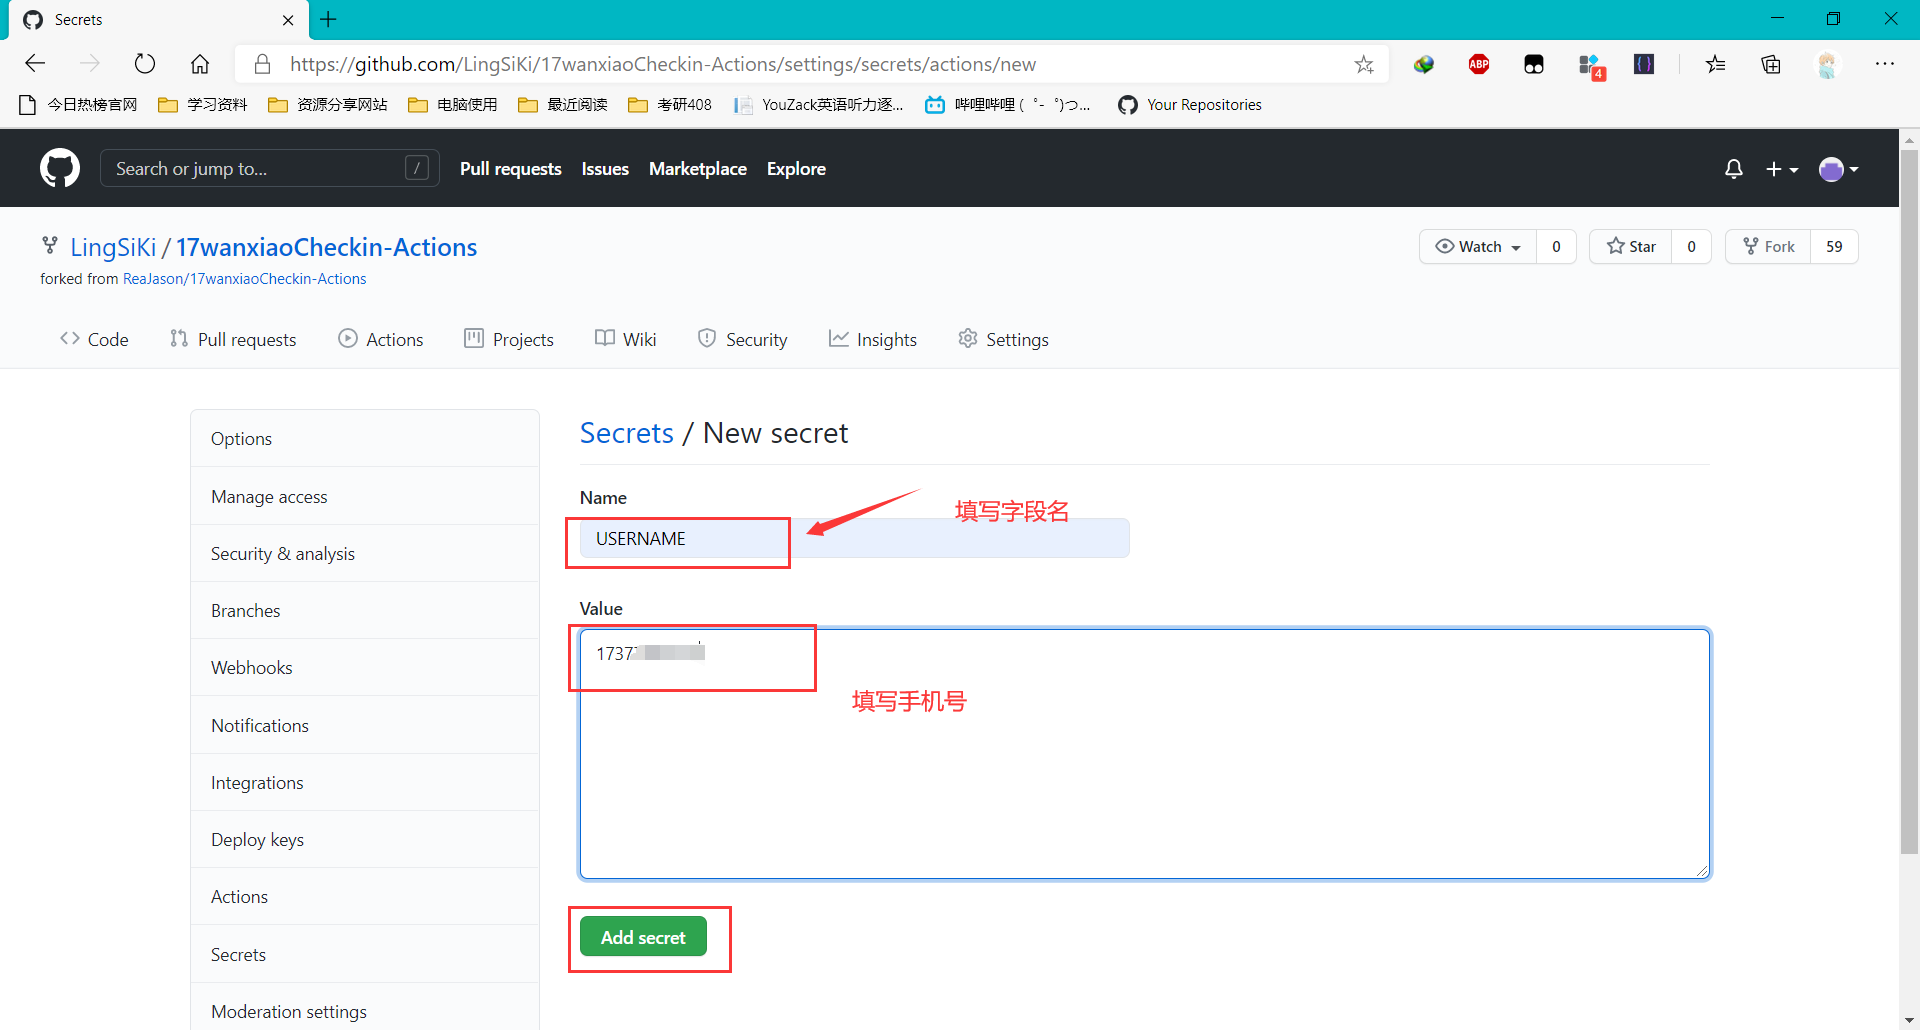 Secrets
https://github.com/LingSiKi/17wanxiaoCheckin-Actions/settings/secrets/actions/new
ABP
4
今日热榜官网 学习资料 资源分享网站 电脑使用 最近阅读 考研408 YouZack英语听力逐... 哔哩哔哩 ( ゜- ゜)つ... Your Repositories
Search or jump to... / Pull requests Issues Marketplace Explore
LingSiKi / 17wanxiaoCheckin-Actions
Watch 0 Star 0 Fork 59
forked from ReaJason/17wanxiaoCheckin-Actions
Code Pull requests Actions Projects Wiki Security Insights Settings
Options
Manage access
Security & analysis
Branches
Webhooks
Notifications
Integrations
Deploy keys
Actions
Secrets
Moderation settings
Secrets / New secret
Name
填写字段名
USERNAME
Value
1737
填写手机号
Add secret